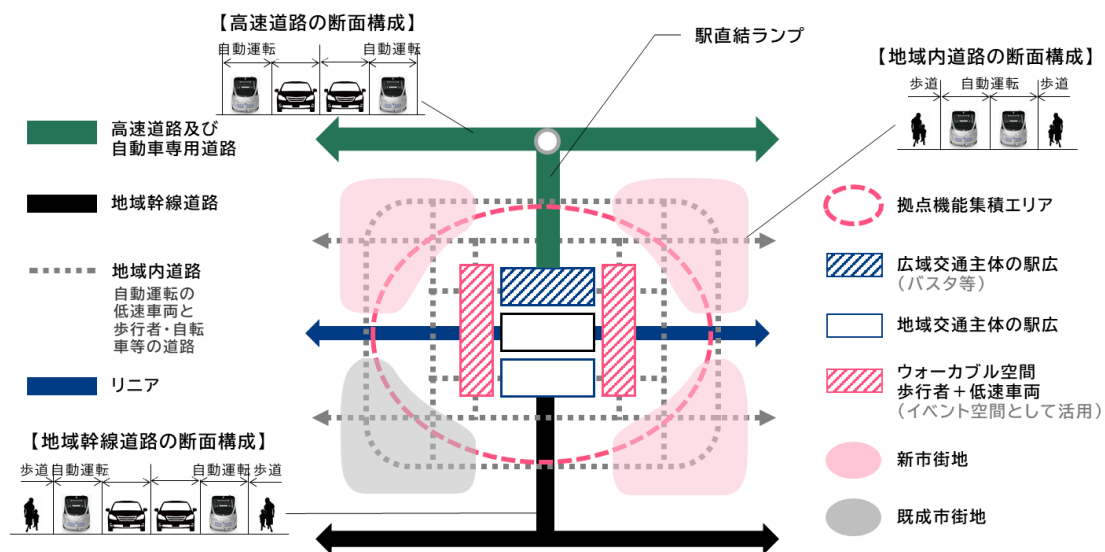 【高速道路の断面構成】
自動運転
自動運転
駅直結ランプ
【地域内道路の断面構成】
歩道
自動運転
歩道
高速道路及び
自動車専用道路
地域幹線道路
地域内道路
自動運転の
低速車両と
歩行者・自転
車等の道路
リニア
拠点機能集積エリア
広域交通主体の駅広
（バスタ等）
地域交通主体の駅広
ウォーカブル空間
歩行者＋低速車両
（イベント空間として活用）
新市街地
既成市街地
【地域幹線道路の断面構成】
歩道
自動運転
自動運転
歩道